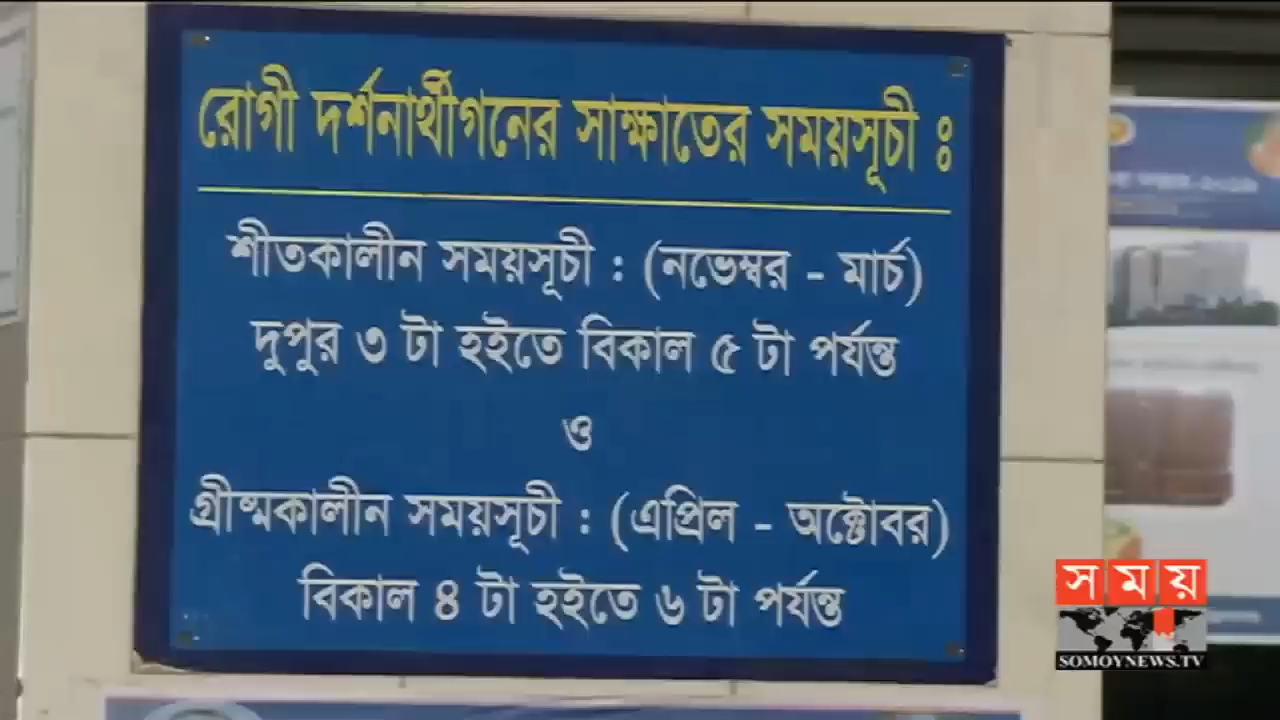 রোগী দর্শনার্থীগনের সাক্ষাতের সময়সূচী ঃ
শীতকালীন সময়সূচী : (নভেম্বর - মার্চ)
দুপুর ৩ টা হইতে বিকাল ৫ টা পর্যন্ত
ও
গ্রীষ্মকালীন সময়সূচী : (এপ্রিল - অক্টোবর)
বিকাল ৪ টা হইতে ৬ টা পর্যন্ত
সময়
SOMOYNEWS.TV